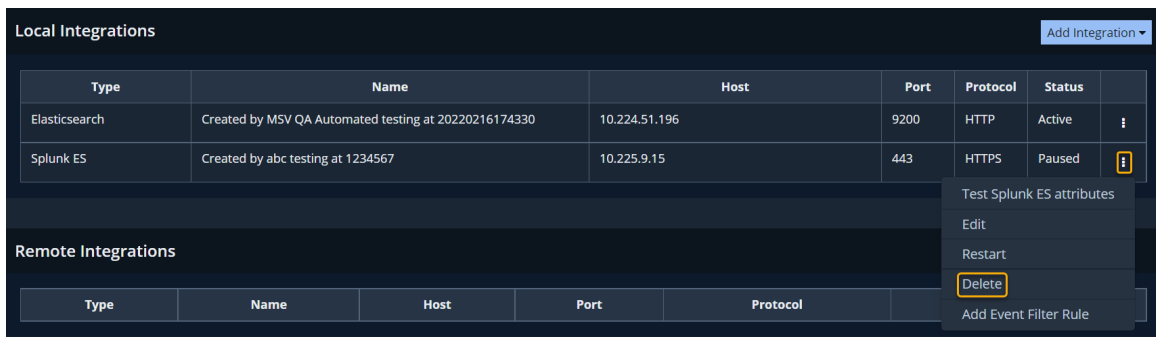 Local Integrations
Add Integration
Type Name Host Port Protocol Status
Elasticsearch Created by MSV QA Automated testing at 20220216174330 10.224.51.196 9200 HTTP Active
Splunk ES Created by abc testing at 1234567 10.225.9.15 443 HTTPS Paused
Test Splunk ES attributes
Edit
Restart
Delete
Add Event Filter Rule
Remote Integrations
Type Name Host Port Protocol